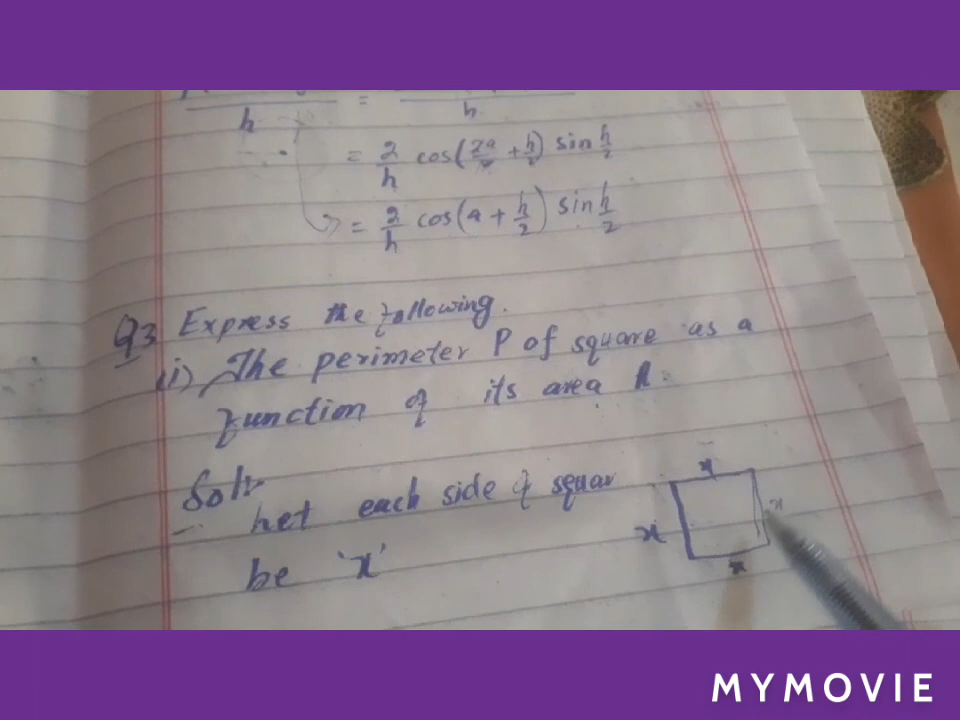 h = h
= 2/h cos(2a/2 + h/2) sin h/2
= 2/h cos(a + h/2) sin h/2
Q3 Express the following.
(i) The perimeter P of square as a
function of its area A.
Soln
Let each side of squar
be 'x'
x
x
x
x
MYMOVIE